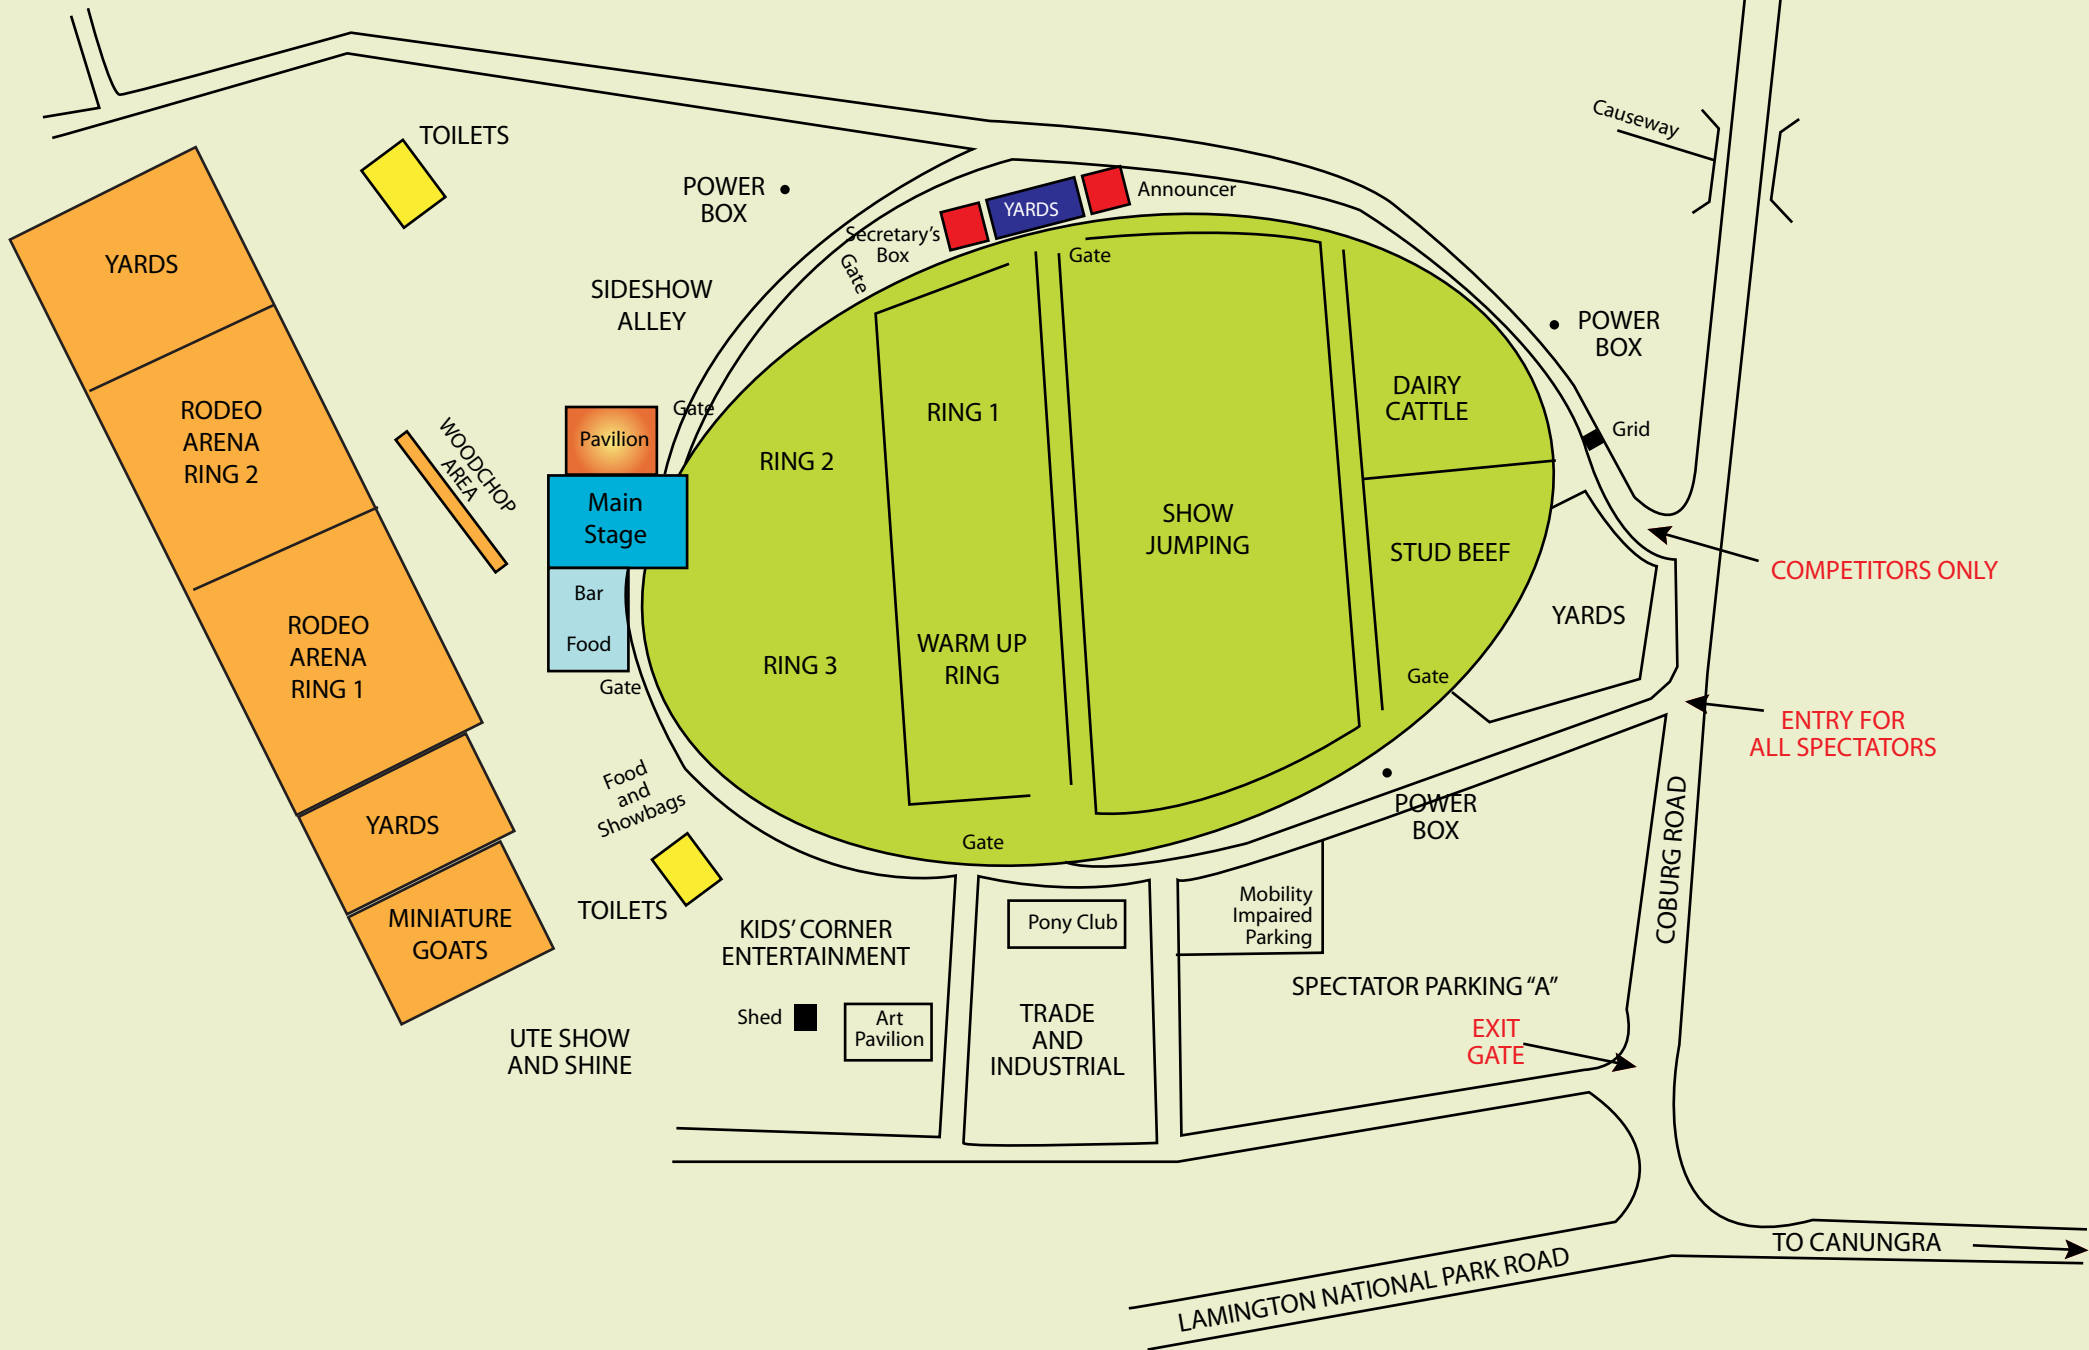 Causeway
TOILETS
POWER
BOX
Announcer
YARDS
Secretary's
Box
Gate
Gate
YARDS
SIDESHOW
ALLEY
POWER
BOX
DAIRY
CATTLE
RODEO
ARENA
RING 2
WOODCHOP
AREA
Gate
Pavilion
RING 1
RING 2
Grid
Main
Stage
SHOW
JUMPING
STUD BEEF
COMPETITORS ONLY
Bar
Food
RODEO
ARENA
RING 1
YARDS
WARM UP
RING
RING 3
Gate
Gate
ENTRY FOR
ALL SPECTATORS
Food
and
Showbags
YARDS
POWER
BOX
Gate
COBURG ROAD
TOILETS
MINIATURE
GOATS
KIDS' CORNER
ENTERTAINMENT
Pony Club
Mobility
Impaired
Parking
SPECTATOR PARKING “A”
Shed
Art
Pavilion
TRADE
AND
INDUSTRIAL
EXIT
GATE
UTE SHOW
AND SHINE
TO CANUNGRA
LAMINGTON NATIONAL PARK ROAD